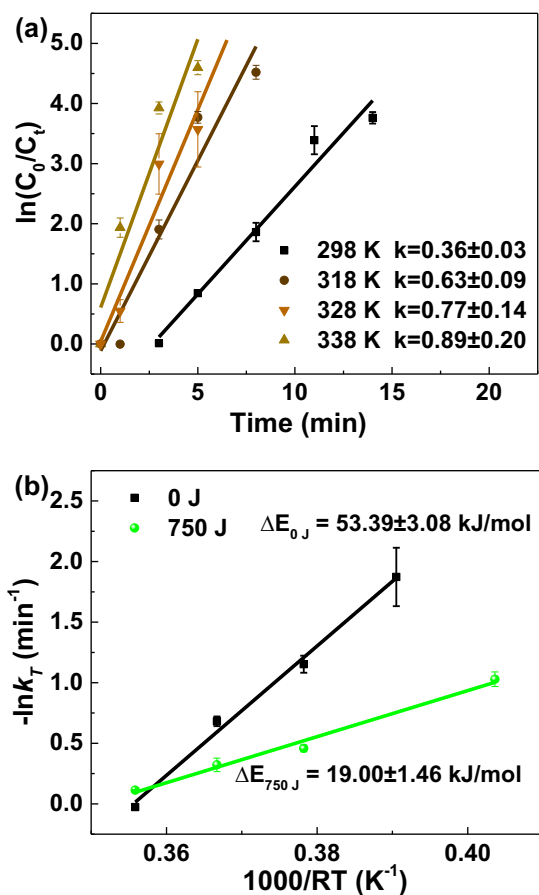 (a)
5.0
4.0
3.0
2.0
1.0
0.0
ln(C₀/Cₜ)
298 K k=0.36±0.03
318 K k=0.63±0.09
328 K k=0.77±0.14
338 K k=0.89±0.20
0 5 10 15 20
Time (min)
(b)
0 J
750 J
ΔE₀ J = 53.39±3.08 kJ/mol
2.5
2.0
1.5
1.0
0.5
0.0
-lnk_T (min⁻¹)
ΔE₇₅₀ J = 19.00±1.46 kJ/mol
0.36 0.38 0.40
1000/RT (K⁻¹)